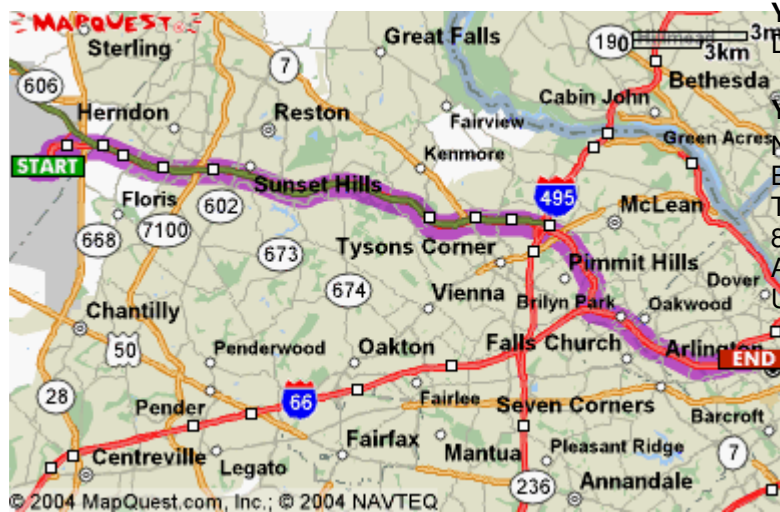 MAPQUEST
Sterling
Great Falls
190
3m
3km
Bethesda
7
606
Herndon
Reston
Cabin John
Fairview
Green Acres
START
Kenmore
Sunset Hills
495
Floris
602
McLean
668
7100
673
Tysons Corner
Pimmit Hills
674
Vienna
Dover
Brilyn Park
Oakwood
Chantilly
50
Penderwood
Oakton
Falls Church
Arlington
END
28
66
Fairlee
Seven Corners
Pender
Barcroft
Fairfax
Mantua
7
Centreville
Legato
Pleasant Ridge
236
Annandale
© 2004 MapQuest.com, Inc.; © 2004 NAVTEQ